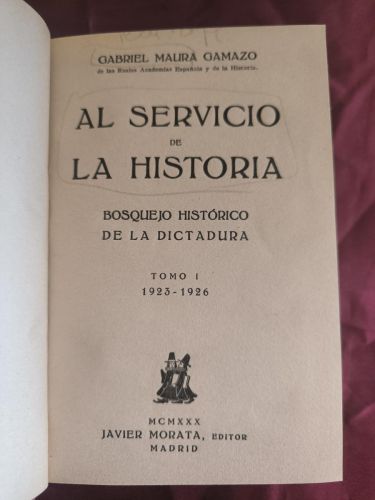 GABRIEL MAURA GAMAZO
de las Reales Academias Española y de la Historia.
AL SERVICIO
DE
LA HISTORIA
BOSQUEJO HISTÓRICO
DE LA DICTADURA
TOMO I
1923-1926
MCMXXX
JAVIER MORATA, EDITOR
MADRID